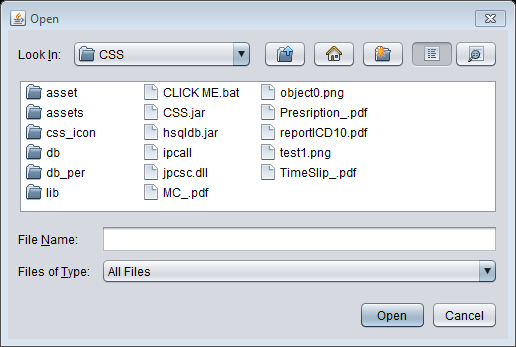 Open
Look In: CSS
asset
assets
css_icon
db
db_per
lib
CLICK ME.bat
CSS.jar
hsqldb.jar
ipcall
jpcsc.dll
MC_.pdf
object0.png
Presription_.pdf
reportICD10.pdf
test1.png
TimeSlip_.pdf
File Name:
Files of Type: All Files
Open Cancel